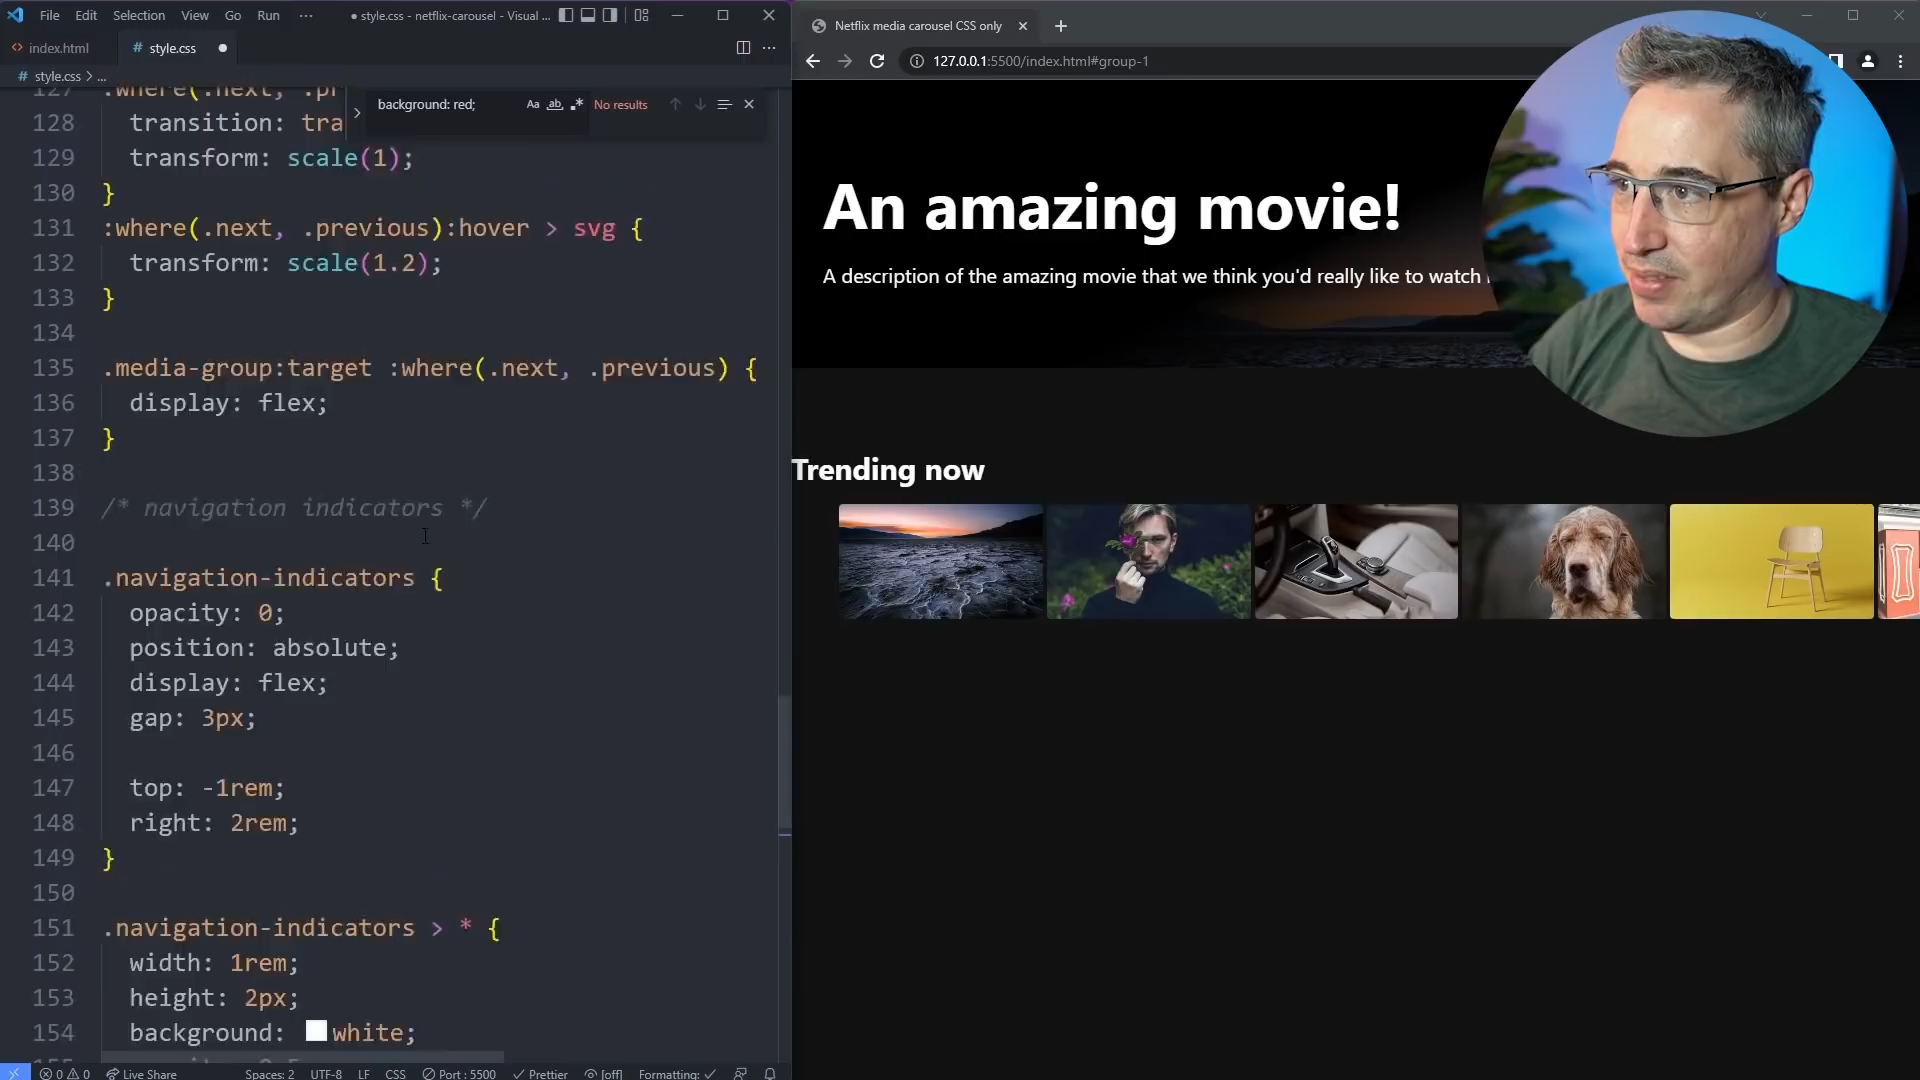 File Edit Selection View Go Run ··· ● style.css - netflix-carousel - Visual ...
<> index.html # style.css ●
# style.css > ...
background: red; Aa ab No results
127 :where(.next, .pr
128 transition: tra
129 transform: scale(1);
130 }
131 :where(.next, .previous):hover > svg {
132 transform: scale(1.2);
133 }
134
135 .media-group:target :where(.next, .previous) {
136 display: flex;
137 }
138
139 /* navigation indicators */
140
141 .navigation-indicators {
142 opacity: 0;
143 position: absolute;
144 display: flex;
145 gap: 3px;
146
147 top: -1rem;
148 right: 2rem;
149 }
150
151 .navigation-indicators > * {
152 width: 1rem;
153 height: 2px;
154 background: white;
0 0 Live Share Spaces: 2 UTF-8 LF CSS Port : 5500 Prettier [off] Formatting:
Netflix media carousel CSS only
127.0.0.1:5500/index.html#group-1
An amazing movie!
A description of the amazing movie that we think you'd really like to watch
Trending now